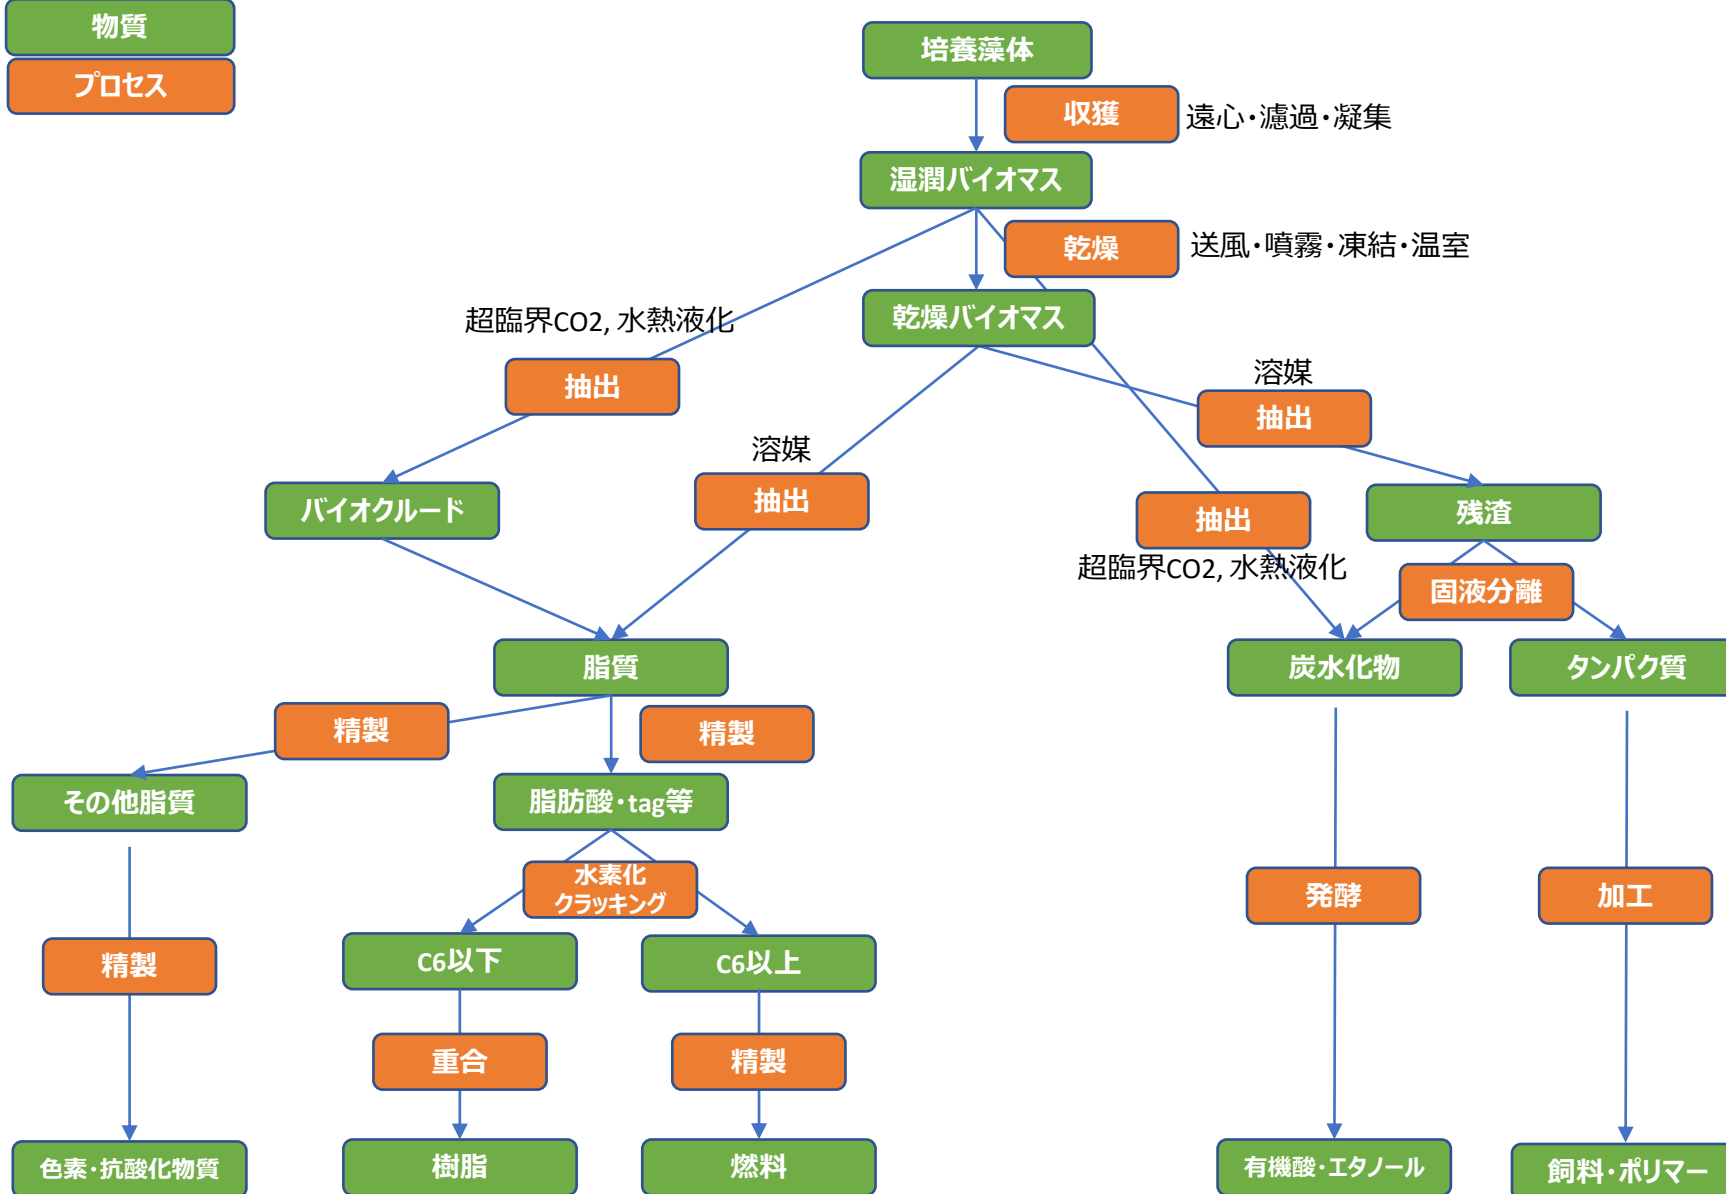 物質
プロセス
培養藻体
収獲
遠心・濾過・凝集
湿潤バイオマス
乾燥
送風・噴霧・凍結・温室
乾燥バイオマス
超臨界CO2, 水熱液化
抽出
溶媒
抽出
溶媒
抽出
バイオクルード
抽出
超臨界CO2, 水熱液化
残渣
固液分離
脂質
炭水化物
タンパク質
精製
精製
その他脂質
脂肪酸・tag等
水素化
クラッキング
発酵
加工
精製
C6以下
C6以上
重合
精製
色素・抗酸化物質
樹脂
燃料
有機酸・エタノール
飼料・ポリマー